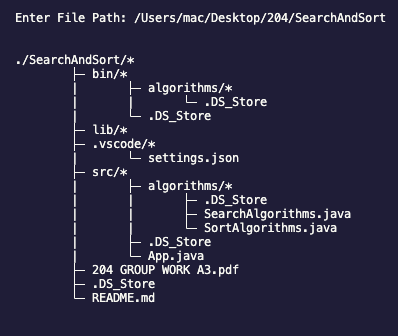 Enter File Path: /Users/mac/Desktop/204/SearchAndSort
./SearchAndSort/*
├─ bin/*
│ ├─ algorithms/*
│ │ └─ .DS_Store
│ └─ .DS_Store
├─ lib/*
├─ .vscode/*
│ └─ settings.json
├─ src/*
│ ├─ algorithms/*
│ │ ├─ .DS_Store
│ │ ├─ SearchAlgorithms.java
│ │ └─ SortAlgorithms.java
│ ├─ .DS_Store
│ └─ App.java
├─ 204 GROUP WORK A3.pdf
├─ .DS_Store
└─ README.md